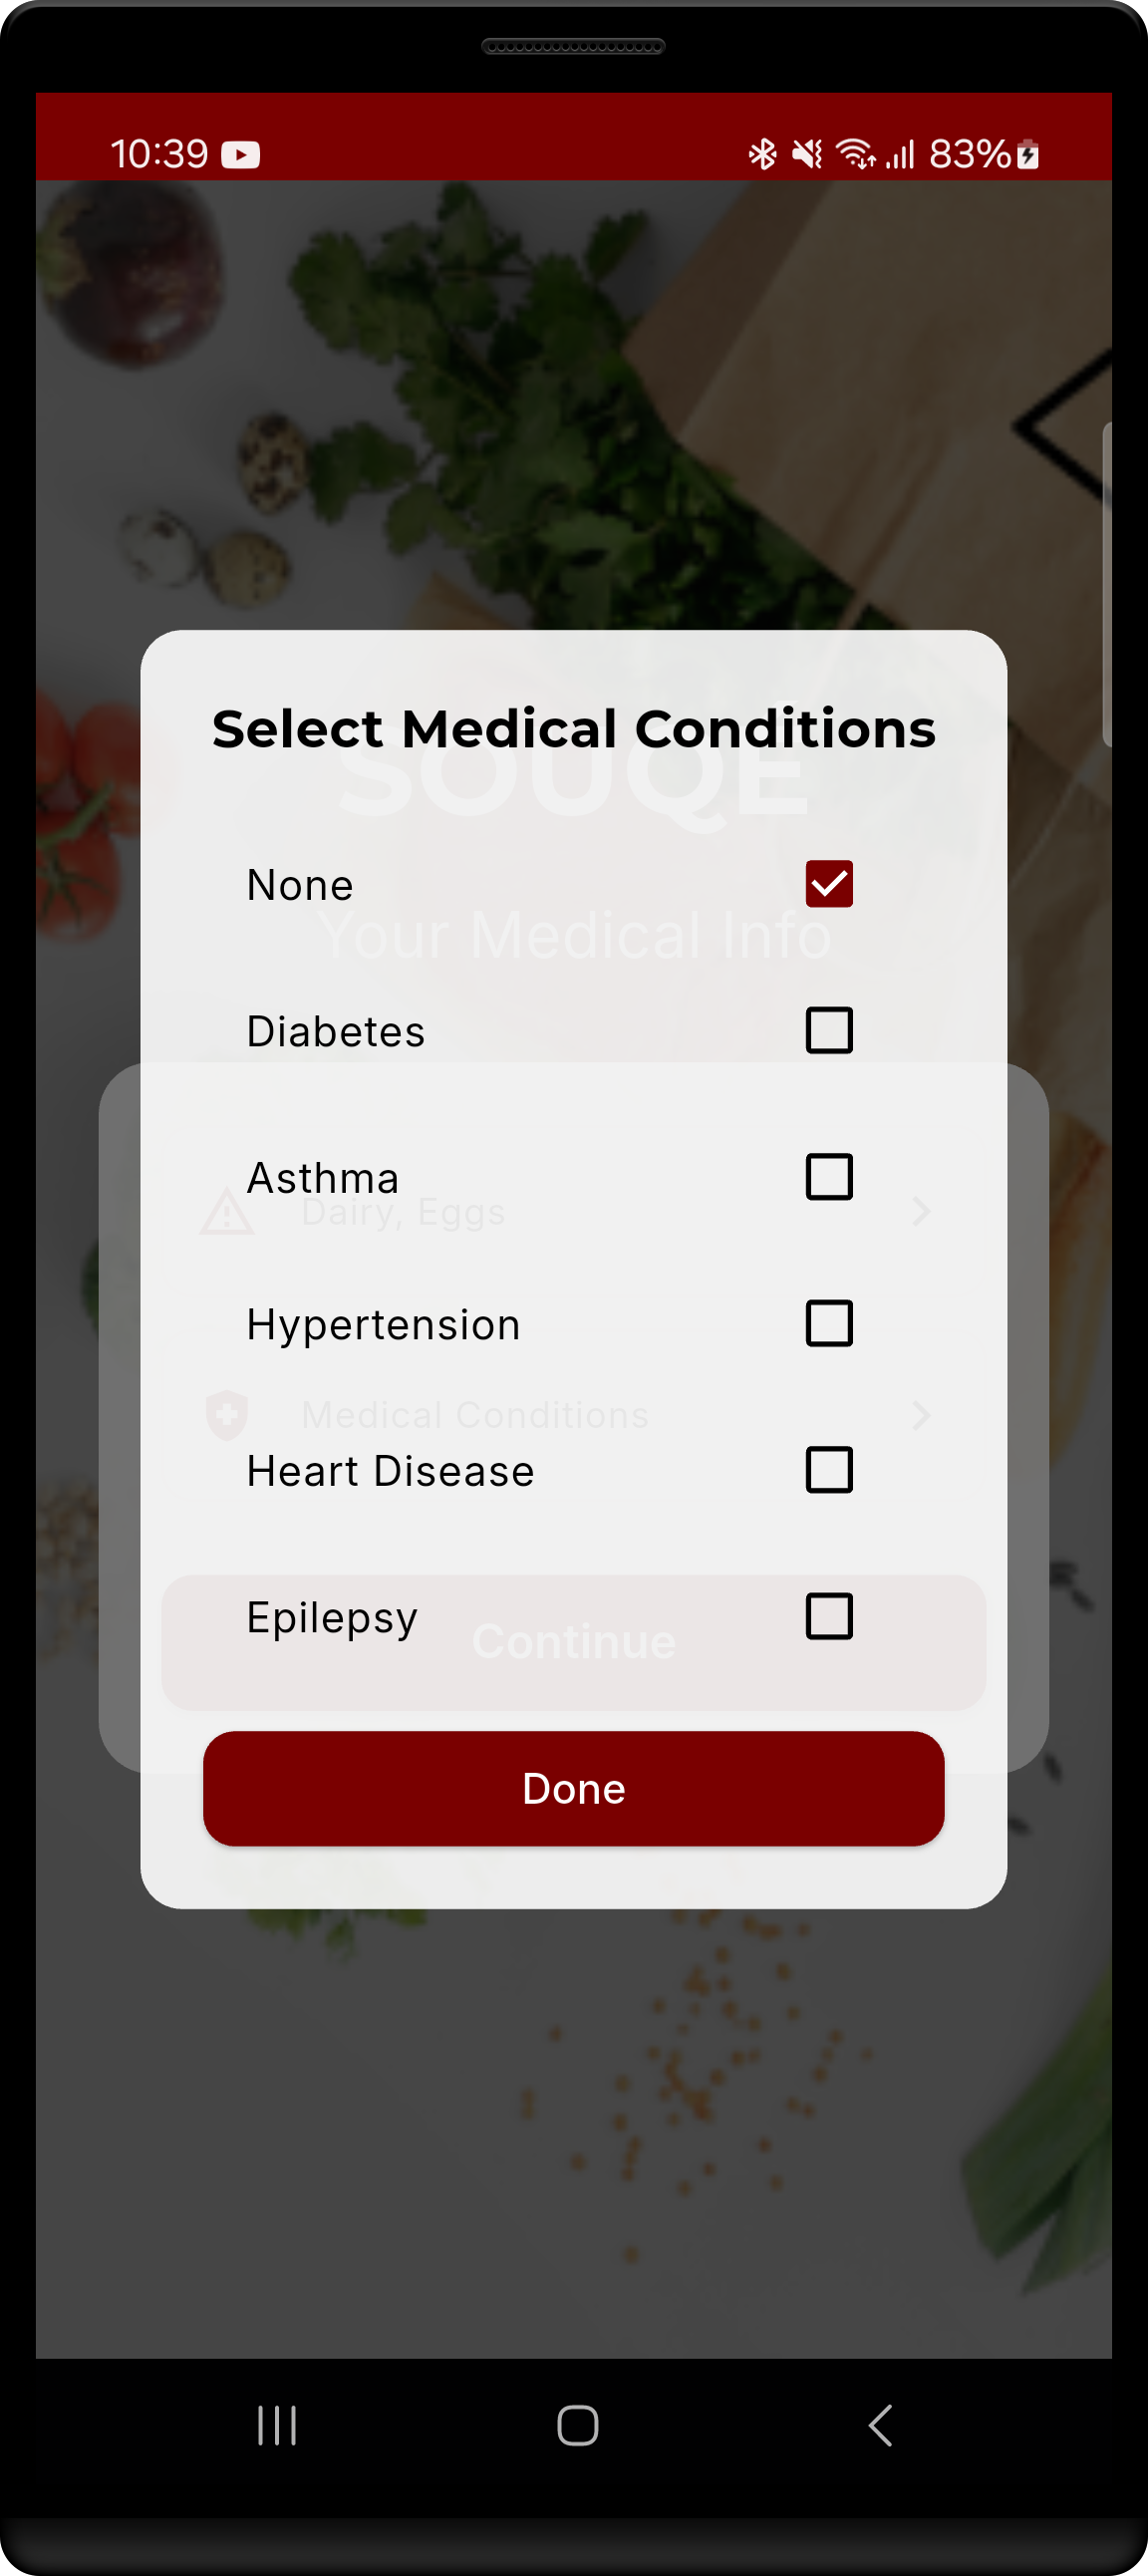 10:39
83%
Select Medical Conditions
SOUQE
None
Your Medical Info
Diabetes
Asthma
Dairy, Eggs
Hypertension
Medical Conditions
Heart Disease
Epilepsy
Continue
Done